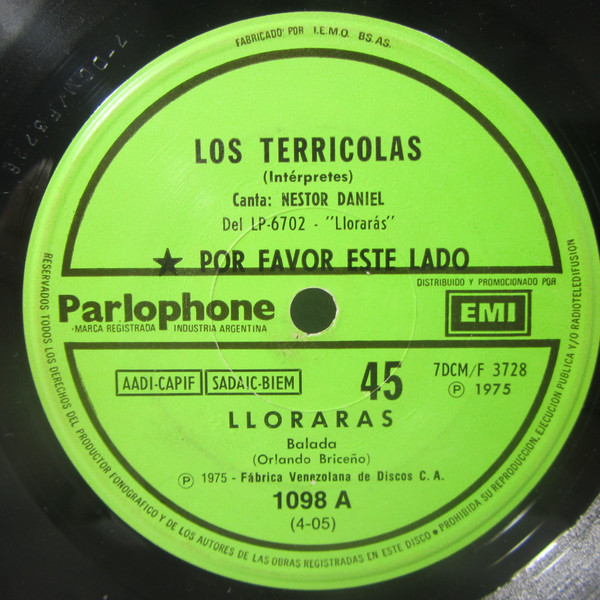 FABRICADO POR I.E.M.O. BS.AS.
LOS TERRICOLAS
(Intérpretes)
Canta: NESTOR DANIEL
Del LP-6702 - "Llorarás"
★ POR FAVOR ESTE LADO
DISTRIBUIDO Y PROMOCIONADO POR
Parlophone
·MARCA REGISTRADA INDUSTRIA ARGENTINA
EMI
AADI-CAPIF SADAIC-BIEM
45
7DCM/F 3728
Ⓟ 1975
LLORARAS
Balada
(Orlando Briceño)
Ⓟ 1975 - Fábrica Venezolana de Discos C.A.
1098 A
(4-05)
RESERVADOS TODOS LOS DERECHOS DEL PRODUCTOR FONOGRAFICO Y DE LOS AUTORES DE LAS OBRAS REGISTRADAS EN ESTE DISCO ● PROHIBIDA SU REPRODUCCION, EJECUCION PUBLICA Y/O RADIOTELEDIFUSION
7-DCM/F 3728